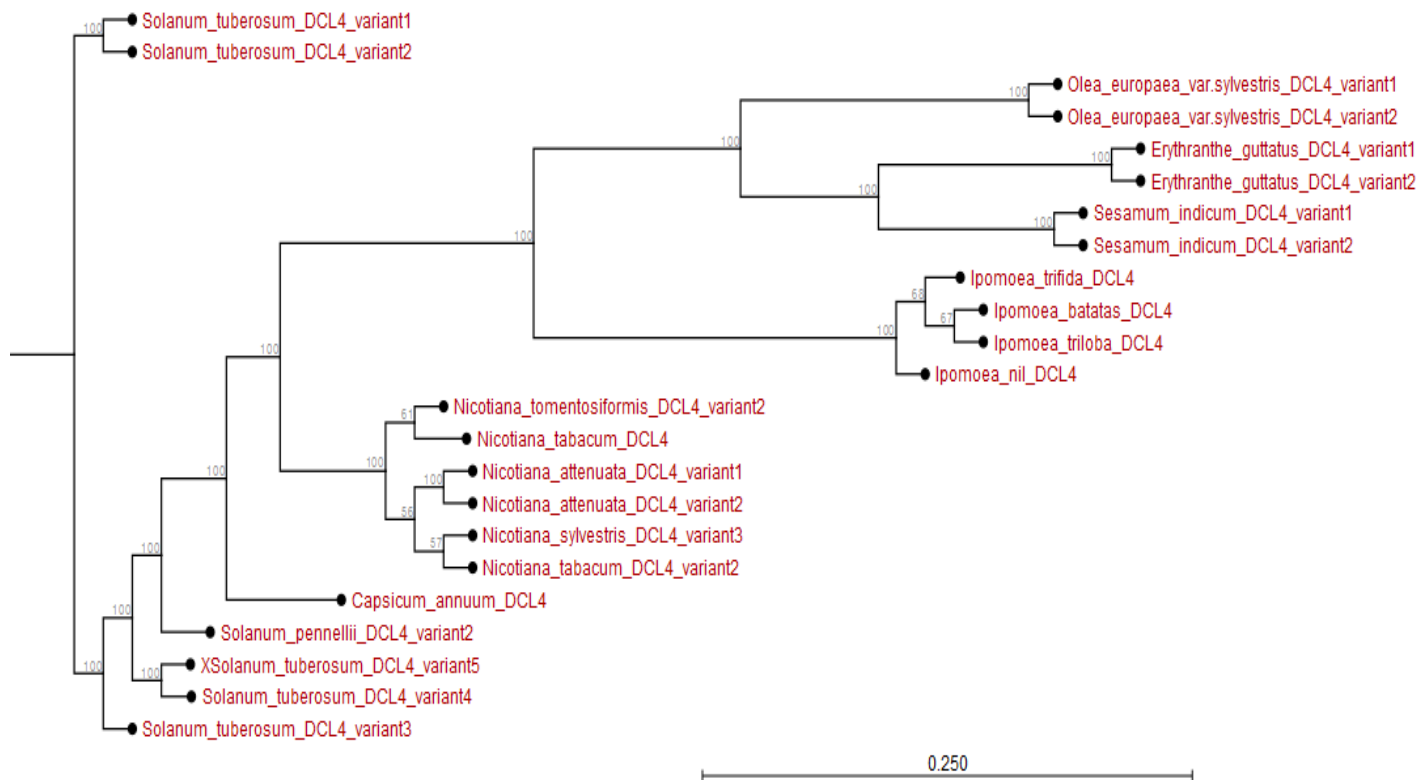 100
Solanum_tuberosum_DCL4_variant1
Solanum_tuberosum_DCL4_variant2
100
Olea_europaea_var.sylvestris_DCL4_variant1
Olea_europaea_var.sylvestris_DCL4_variant2
100
100
Erythranthe_guttatus_DCL4_variant1
Erythranthe_guttatus_DCL4_variant2
100
100
Sesamum_indicum_DCL4_variant1
Sesamum_indicum_DCL4_variant2
100
100
Ipomoea_trifida_DCL4
68
Ipomoea_batatas_DCL4
67
Ipomoea_triloba_DCL4
100
Ipomoea_nil_DCL4
100
Nicotiana_tomentosiformis_DCL4_variant2
61
Nicotiana_tabacum_DCL4
100
Nicotiana_attenuata_DCL4_variant1
100
Nicotiana_attenuata_DCL4_variant2
56
Nicotiana_sylvestris_DCL4_variant3
57
Nicotiana_tabacum_DCL4_variant2
100
Capsicum_annuum_DCL4
100
Solanum_pennellii_DCL4_variant2
100
XSolanum_tuberosum_DCL4_variant5
100
100
Solanum_tuberosum_DCL4_variant4
Solanum_tuberosum_DCL4_variant3
0.250